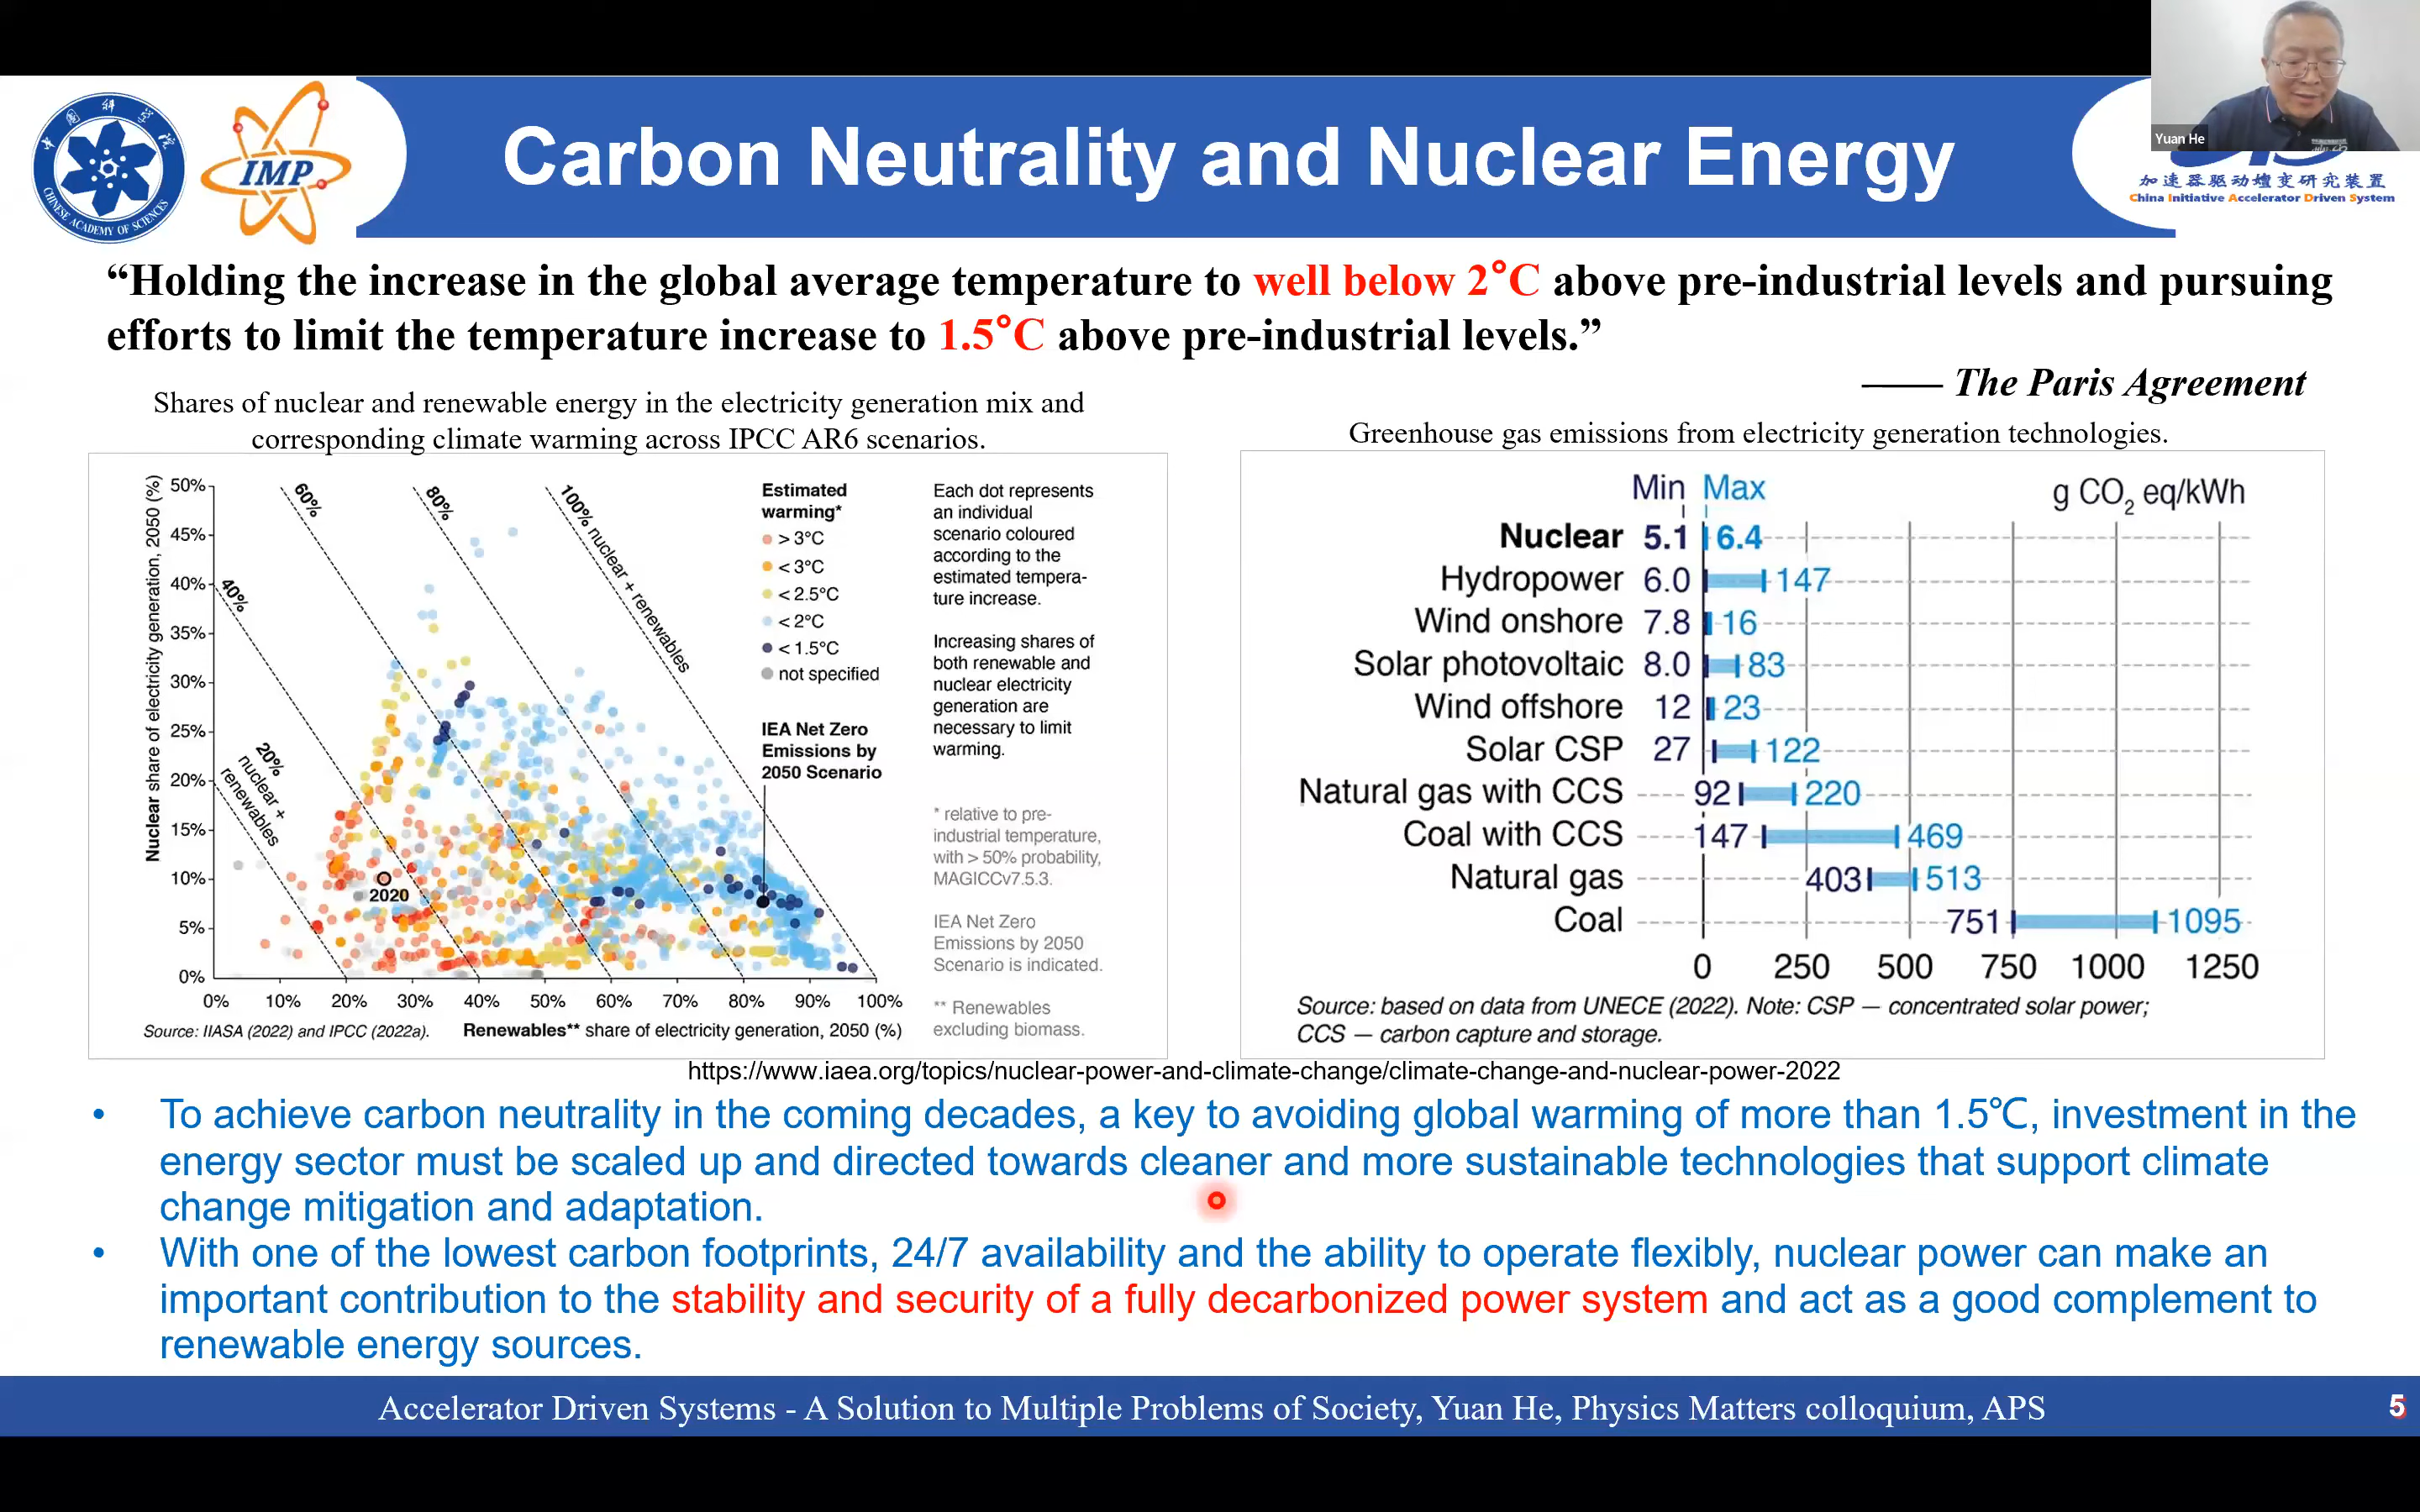 Yuan He
中国科学院
CHINESE ACADEMY OF SCIENCES
IMP
Carbon Neutrality and Nuclear Energy
加速器驱动嬗变研究装置
China Initiative Accelerator Driven System
“Holding the increase in the global average temperature to well below 2°C above pre-industrial levels and pursuing
efforts to limit the temperature increase to 1.5°C above pre-industrial levels.”
—— The Paris Agreement
Shares of nuclear and renewable energy in the electricity generation mix and
corresponding climate warming across IPCC AR6 scenarios.
Nuclear share of electricity generation, 2050 (%)
50%
45%
40%
35%
30%
25%
20%
15%
10%
5%
0%
20%
nuclear +
renewables
40%
60%
80%
100% nuclear + renewables
2020
Estimated
warming*
> 3°C
< 3°C
< 2.5°C
< 2°C
< 1.5°C
not specified
IEA Net Zero
Emissions by
2050 Scenario
Each dot represents
an individual
scenario coloured
according to the
estimated tempera-
ture increase.
Increasing shares of
both renewable and
nuclear electricity
generation are
necessary to limit
warming.
* relative to pre-
industrial temperature,
with > 50% probability,
MAGICCv7.5.3.
IEA Net Zero
Emissions by 2050
Scenario is indicated.
** Renewables
excluding biomass.
0% 10% 20% 30% 40% 50% 60% 70% 80% 90% 100%
Source: IIASA (2022) and IPCC (2022a). Renewables** share of electricity generation, 2050 (%)
Greenhouse gas emissions from electricity generation technologies.
Min Max g CO2 eq/kWh
Nuclear 5.1 6.4
Hydropower 6.0 147
Wind onshore 7.8 16
Solar photovoltaic 8.0 83
Wind offshore 12 23
Solar CSP 27 122
Natural gas with CCS 92 220
Coal with CCS 147 469
Natural gas 403 513
Coal 751 1095
0 250 500 750 1000 1250
Source: based on data from UNECE (2022). Note: CSP — concentrated solar power;
CCS — carbon capture and storage.
https://www.iaea.org/topics/nuclear-power-and-climate-change/climate-change-and-nuclear-power-2022
• To achieve carbon neutrality in the coming decades, a key to avoiding global warming of more than 1.5℃, investment in the
energy sector must be scaled up and directed towards cleaner and more sustainable technologies that support climate
change mitigation and adaptation.
• With one of the lowest carbon footprints, 24/7 availability and the ability to operate flexibly, nuclear power can make an
important contribution to the stability and security of a fully decarbonized power system and act as a good complement to
renewable energy sources.
Accelerator Driven Systems - A Solution to Multiple Problems of Society, Yuan He, Physics Matters colloquium, APS
5